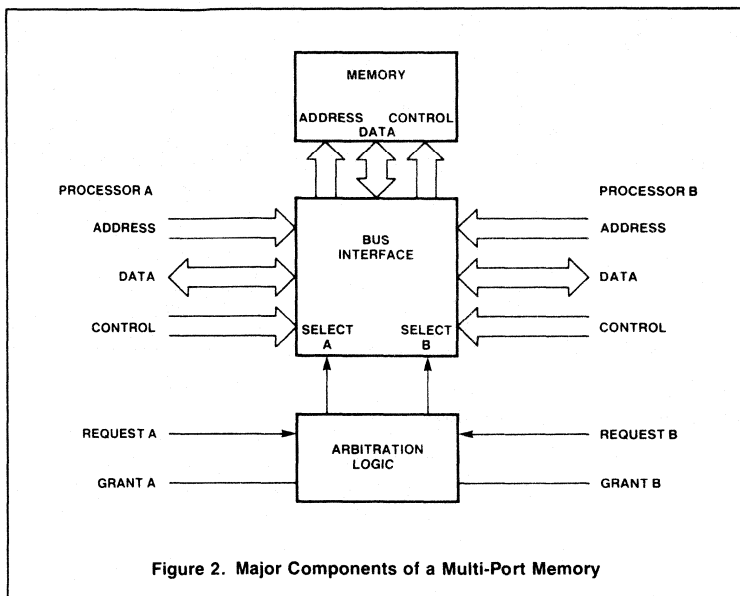 MEMORY
ADDRESS CONTROL
DATA
PROCESSOR A
PROCESSOR B
ADDRESS
BUS
INTERFACE
ADDRESS
DATA
DATA
CONTROL
SELECT
A
SELECT
B
CONTROL
REQUEST A
ARBITRATION
LOGIC
REQUEST B
GRANT A
GRANT B
Figure 2. Major Components of a Multi-Port Memory